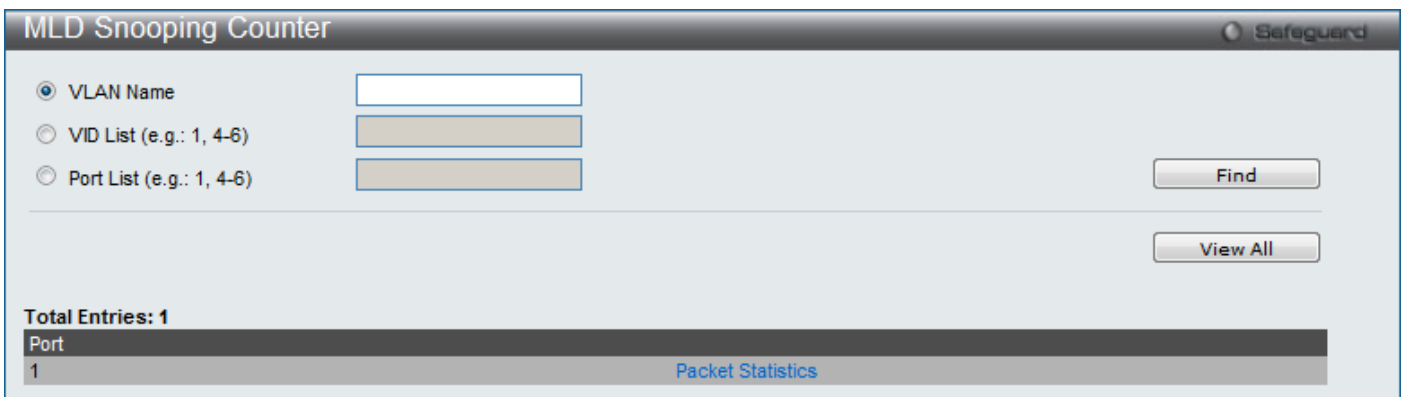 MLD Snooping Counter
Safeguard
VLAN Name
VID List (e.g.: 1, 4-6)
Port List (e.g.: 1, 4-6)
Find
View All
Total Entries: 1
Port
1 Packet Statistics